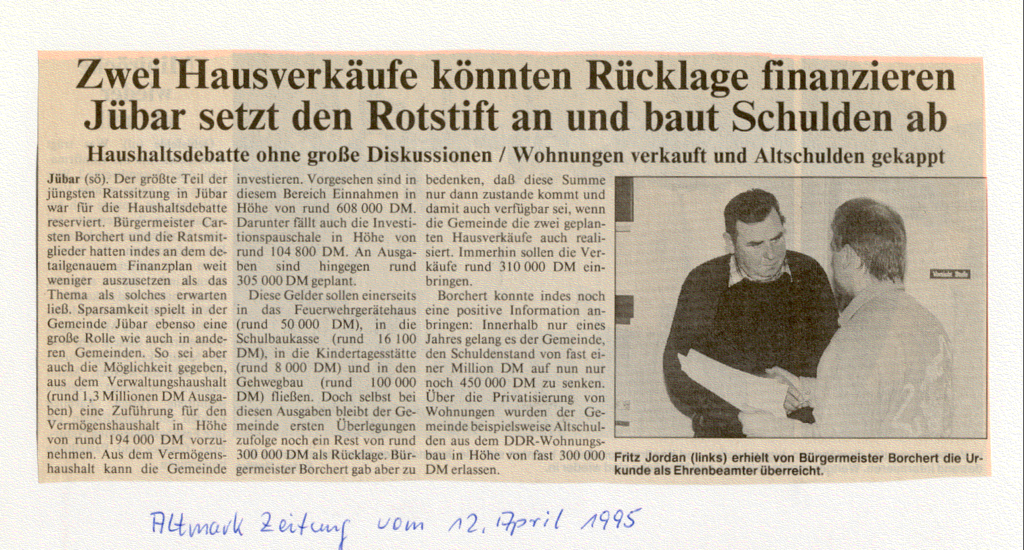 Zwei Hausverkäufe könnten Rücklage finanzieren
Jübar setzt den Rotstift an und baut Schulden ab
Haushaltsdebatte ohne große Diskussionen / Wohnungen verkauft und Altschulden gekappt
Jübar (sö). Der größte Teil der
jüngsten Ratssitzung in Jübar
war für die Haushaltsdebatte
reserviert. Bürgermeister Car-
sten Borchert und die Ratsmit-
glieder hatten indes an dem de-
tailgenauem Finanzplan weit
weniger auszusetzen als das
Thema als solches erwarten
ließ. Sparsamkeit spielt in der
Gemeinde Jübar ebenso eine
große Rolle wie auch in ande-
ren Gemeinden. So sei aber
auch die Möglichkeit gegeben,
aus dem Verwaltungshaushalt
(rund 1,3 Millionen DM Ausga-
ben) eine Zuführung für den
Vermögenshaushalt in Höhe
von rund 194 000 DM vorzu-
nehmen. Aus dem Vermögens-
haushalt kann die Gemeinde
investieren. Vorgesehen sind in
diesem Bereich Einnahmen in
Höhe von rund 608 000 DM.
Darunter fällt auch die Investi-
tionspauschale in Höhe von
rund 104 800 DM. An Ausga-
ben sind hingegen rund
305 000 DM geplant.
Diese Gelder sollen einerseits
in das Feuerwehrgerätehaus
(rund 50 000 DM), in die
Schulbaukasse (rund 16 100
DM), in die Kindertagesstätte
(rund 8 000 DM) und in den
Gehwegbau (rund 100 000
DM) fließen. Doch selbst bei
diesen Ausgaben bleibt der Ge-
meinde ersten Überlegungen
zufolge noch ein Rest von rund
300 000 DM als Rücklage. Bür-
germeister Borchert gab aber zu
bedenken, daß diese Summe
nur dann zustande kommt und
damit auch verfügbar sei, wenn
die Gemeinde die zwei geplan-
ten Hausverkäufe auch reali-
siert. Immerhin sollen die Ver-
käufe rund 310 000 DM ein-
bringen.
Borchert konnte indes noch
eine positive Information an-
bringen: Innerhalb nur eines
Jahres gelang es der Gemeinde,
den Schuldenstand von fast ei-
ner Million DM auf nun nur
noch 450 000 DM zu senken.
Über die Privatisierung von
Wohnungen wurden der Ge-
meinde beispielsweise Altschul-
den aus dem DDR-Wohnungs-
bau in Höhe von fast 300 000
DM erlassen.
Fritz Jordan (links) erhielt von Bürgermeister Borchert die Ur-
kunde als Ehrenbeamter überreicht.
Altmark Zeitung vom 12. April 1995